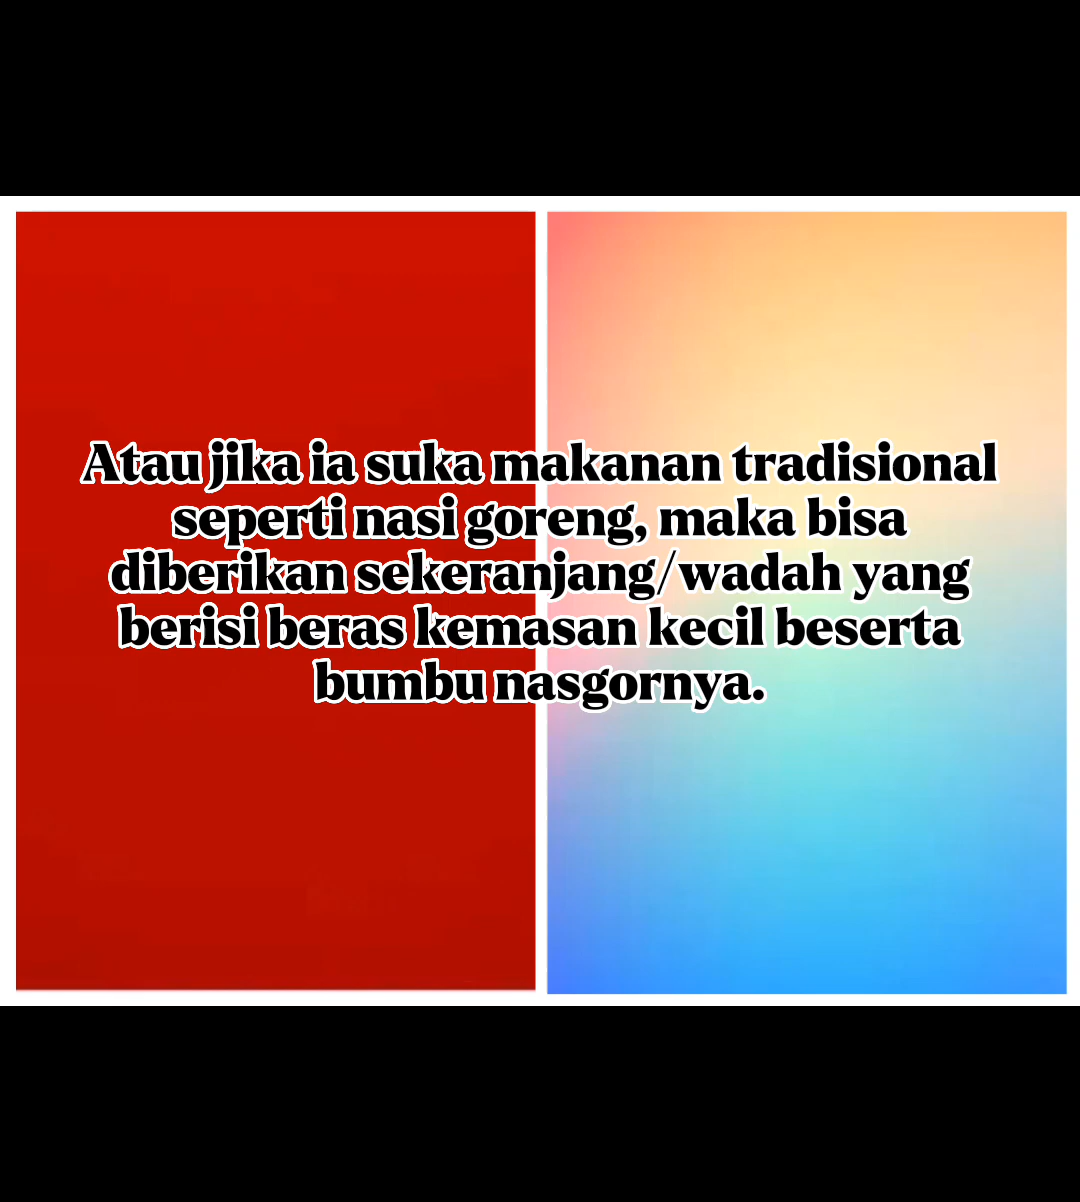 Atau jika ia suka makanan tradisional
seperti nasi goreng, maka bisa
diberikan sekeranjang/wadah yang
berisi beras kemasan kecil beserta
bumbu nasgornya.